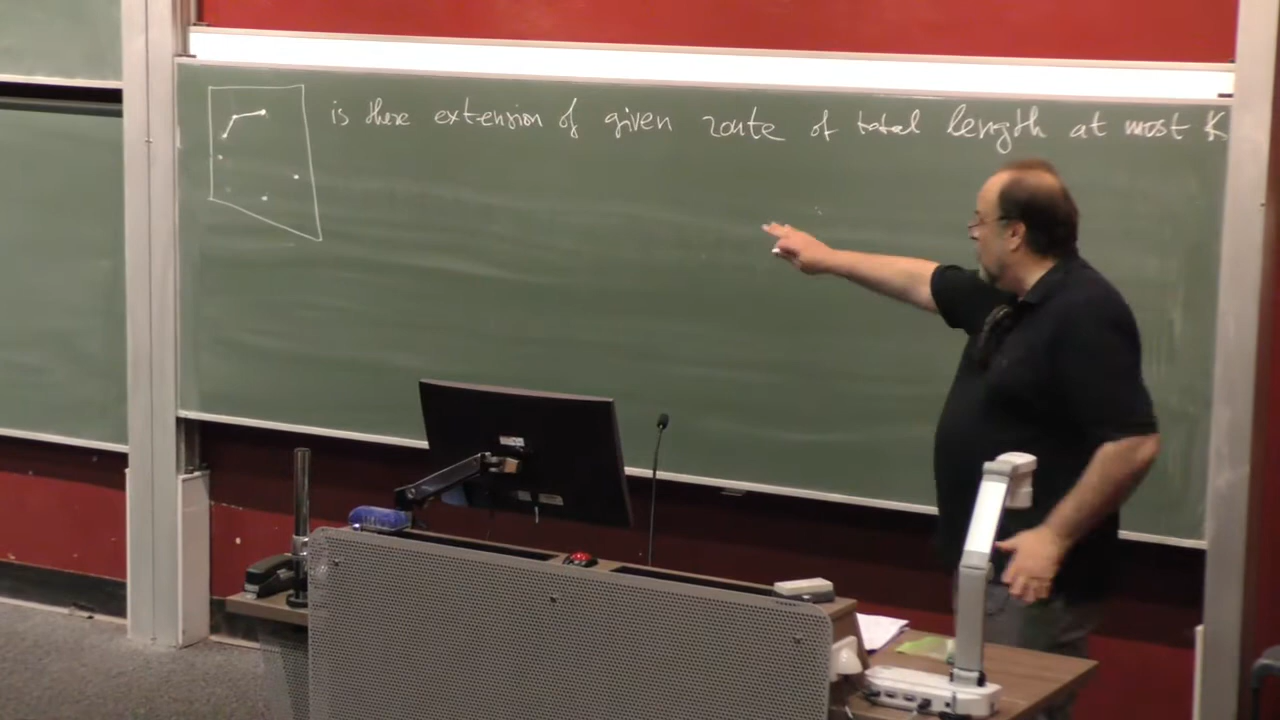 is there extension of given route of total length at most K